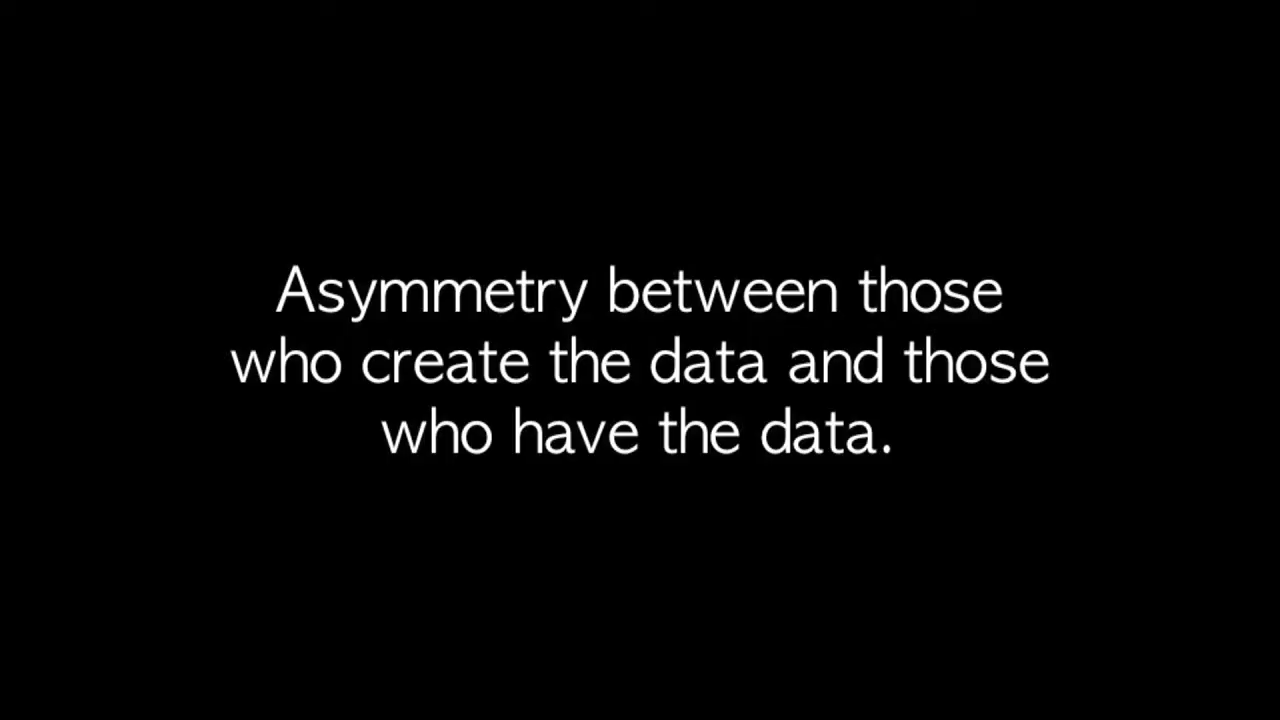 Asymmetry between those
who create the data and those
who have the data.